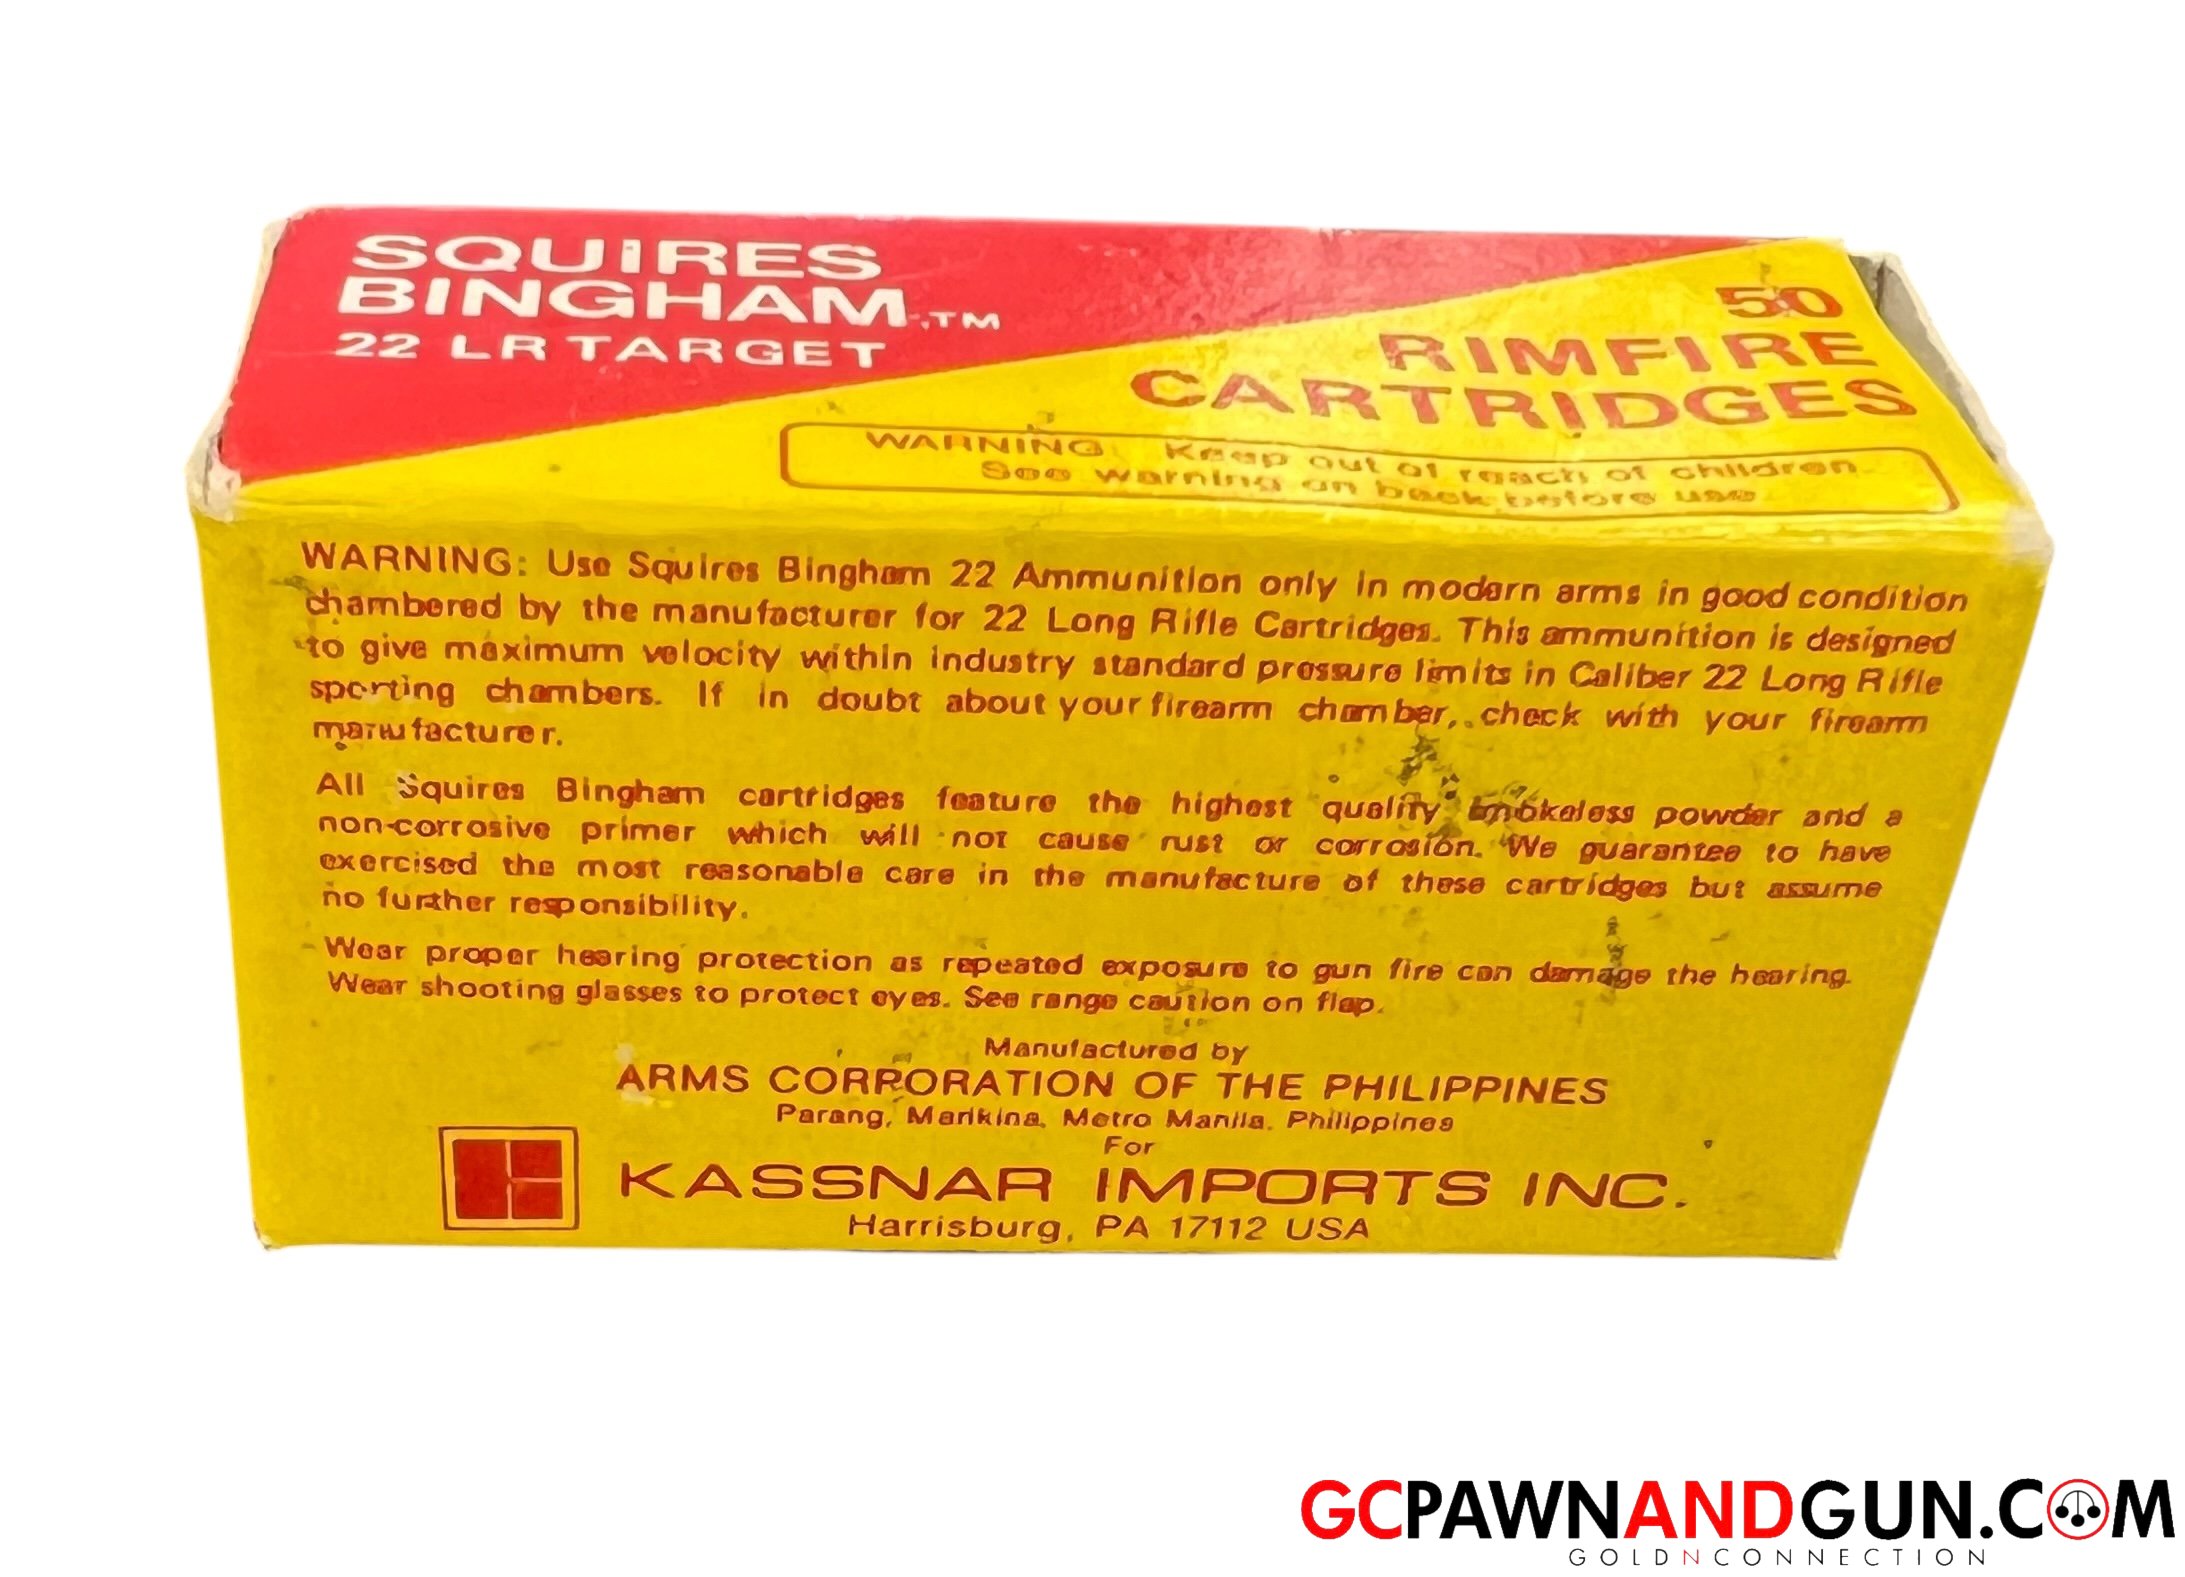 SQUIRES
BINGHAM.™
22 LR TARGET
50
RIMFIRE
CARTRIDGES
WARNING: Keep out of reach of children.
See warning on back before use
WARNING: Use Squires Bingham 22 Ammunition only in modern arms in good condition
chambered by the manufacturer for 22 Long Rifle Cartridges. This ammunition is designed
to give maximum velocity within industry standard pressure limits in Caliber 22 Long Rifle
sporting chambers. If in doubt about your firearm chamber, check with your firearm
manufacturer.
All Squires Bingham cartridges feature the highest quality smokeless powder and a
non-corrosive primer which will not cause rust or corrosion. We guarantee to have
exercised the most reasonable care in the manufacture of these cartridges but assume
no further responsibility.
Wear proper hearing protection as repeated exposure to gun fire can damage the hearing.
Wear shooting glasses to protect eyes. See range caution on flap.
Manufactured by
ARMS CORPORATION OF THE PHILIPPINES
Parang, Marikina, Metro Manila. Philippines
For
KASSNAR IMPORTS INC.
Harrisburg, PA 17112 USA
GCPAWNANDGUN.COM
GOLDNCONNECTION